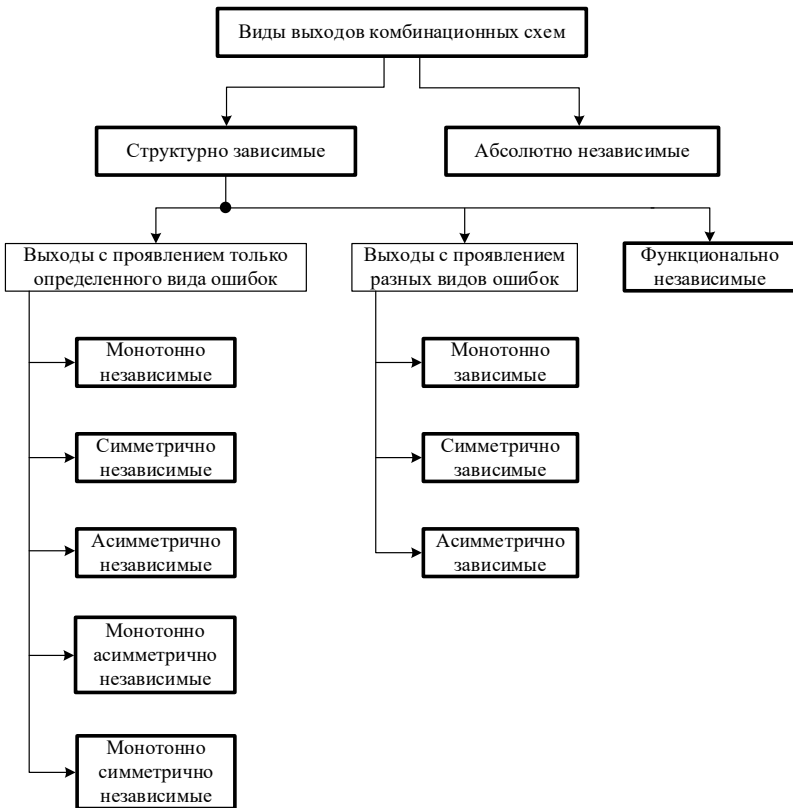 Виды выходов комбинационных схем
Структурно зависимые
Абсолютно независимые
Выходы с проявлением только
определенного вида ошибок
Выходы с проявлением
разных видов ошибок
Функционально
независимые
Монотонно
независимые
Монотонно
зависимые
Симметрично
независимые
Симметрично
зависимые
Асимметрично
независимые
Асимметрично
зависимые
Монотонно
асимметрично
независимые
Монотонно
симметрично
независимые